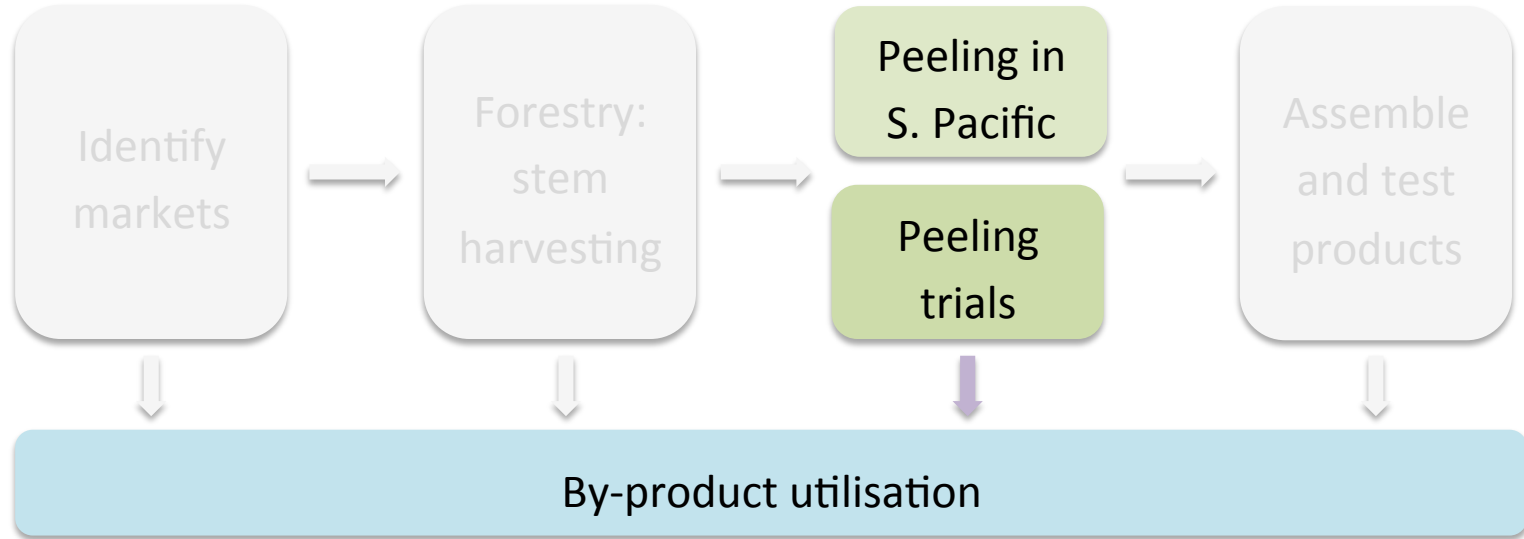 Identify
markets
Forestry:
stem
harvesting
Peeling in
S. Pacific
Peeling
trials
Assemble
and test
products
By-product utilisation